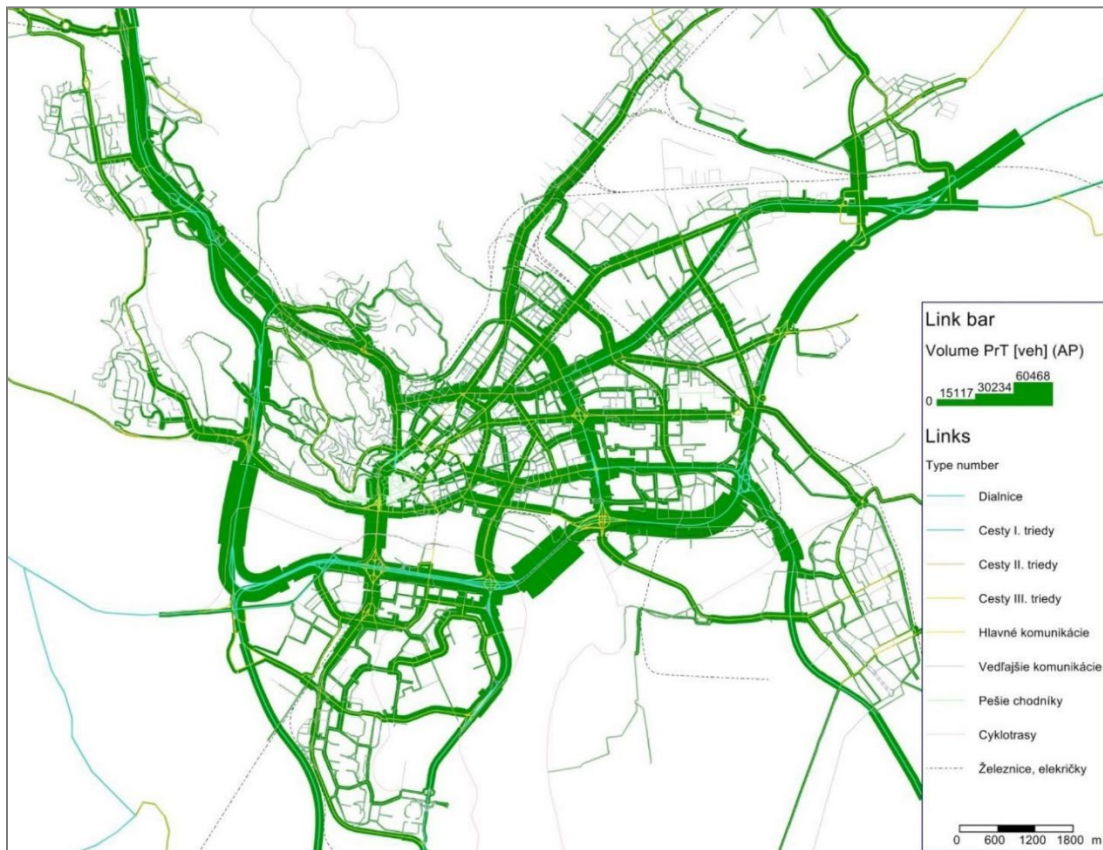 Link bar
Volume PrT [veh] (AP)
0 15117 30234 60468
Links
Type number
Dialnice
Cesty I. triedy
Cesty II. triedy
Cesty III. triedy
Hlavné komunikácie
Vedľajšie komunikácie
Pešie chodníky
Cyklotrasy
Železnice, elekričky
0 600 1200 1800 m